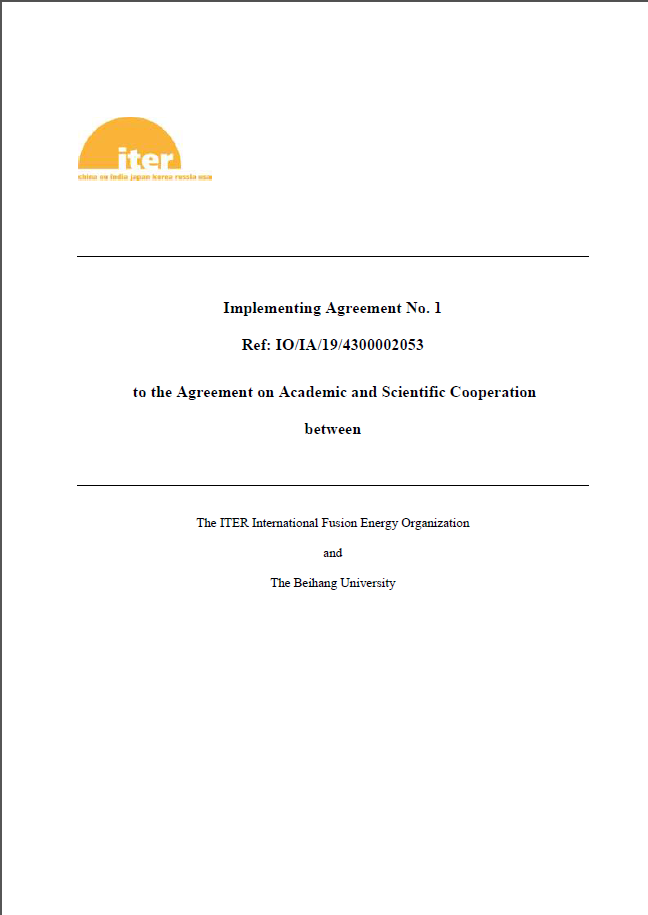 iter
china eu india japan korea russia usa
Implementing Agreement No. 1
Ref: IO/IA/19/4300002053
to the Agreement on Academic and Scientific Cooperation
between
The ITER International Fusion Energy Organization
and
The Beihang University